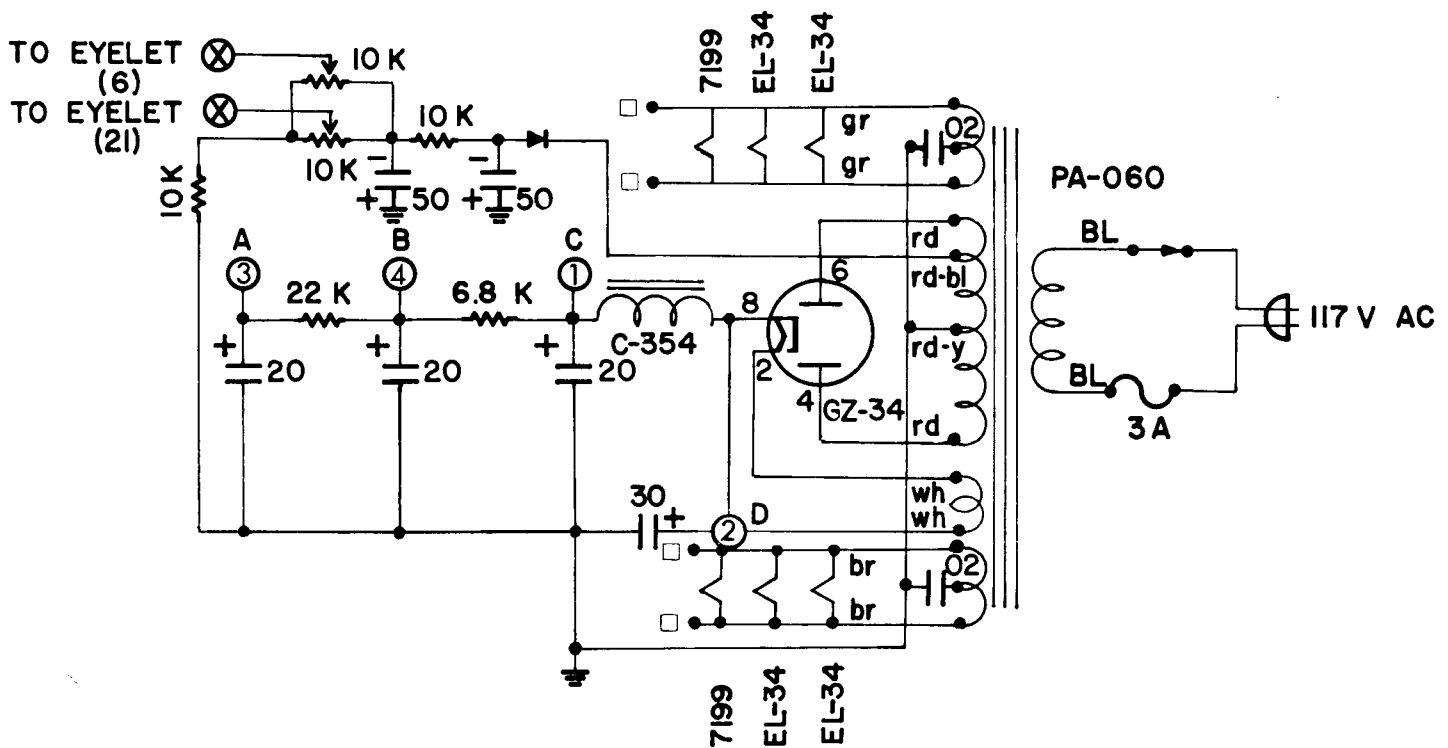 TO EYELET
(6)
TO EYELET
(21)
10 K
10K
10 K
10K
-
+ 50
-
+ 50
7199
EL-34
EL-34
gr
gr
02
PA-060
BL
BL
3A
117 V AC
rd
rd-bl
rd-y
rd
6
8
2
4
GZ-34
A
3
B
4
C
1
22 K
6.8 K
C-354
+
20
+
20
+
20
30
+
2
D
wh
wh
br
br
02
7199
EL-34
EL-34